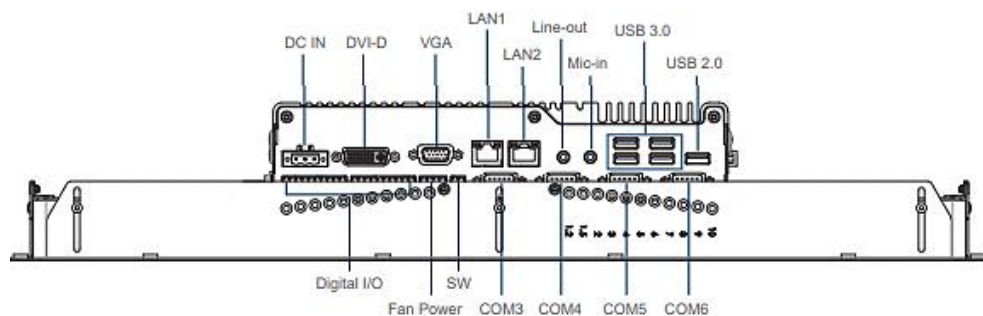 LAN1
Line-out
USB 3.0
DC IN
DVI-D
VGA
LAN2
Mic-in
USB 2.0
Digital I/O
SW
Fan Power
COM3
COM4
COM5
COM6